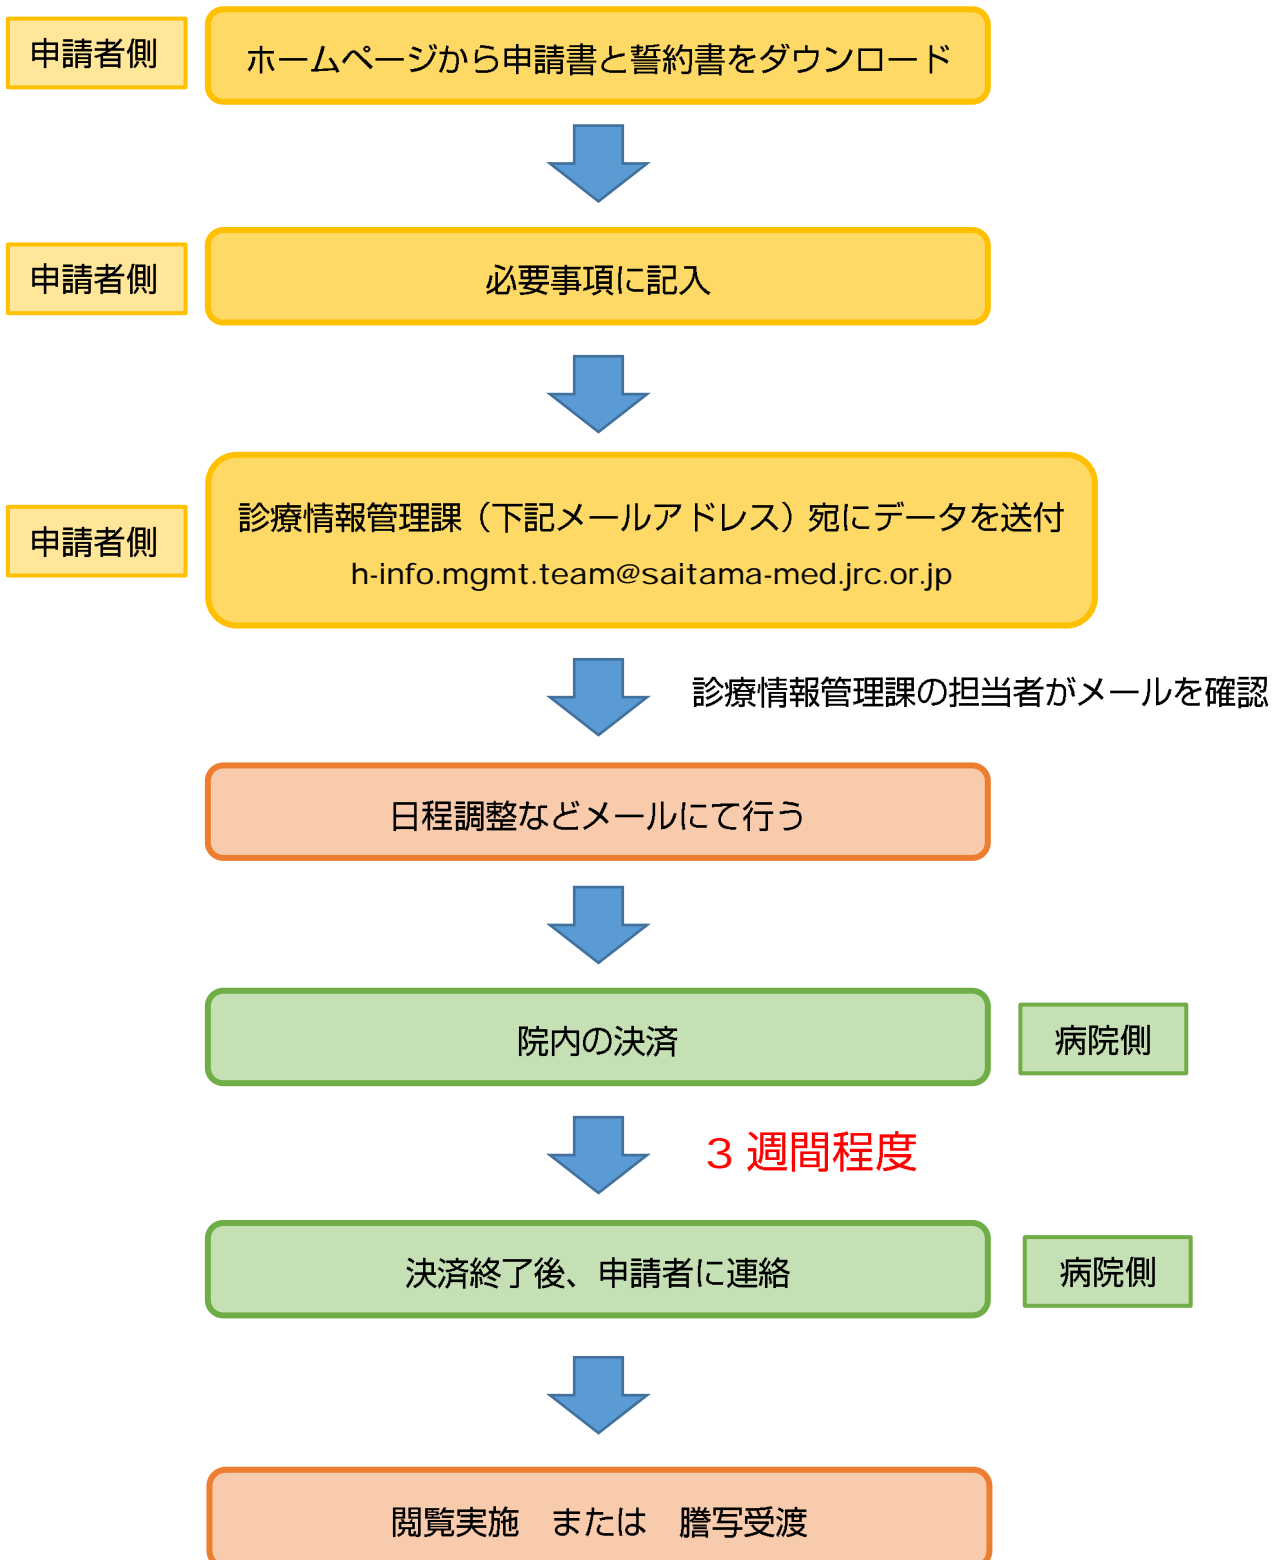 申請者側
ホームページから申請書と誓約書をダウンロード
申請者側
必要事項に記入
申請者側
診療情報管理課（下記メールアドレス）宛にデータを送付
h-info.mgmt.team@saitama-med.jrc.or.jp
診療情報管理課の担当者がメールを確認
日程調整などメールにて行う
院内の決済
病院側
3 週間程度
決済終了後、申請者に連絡
病院側
閲覧実施　または　謄写受渡